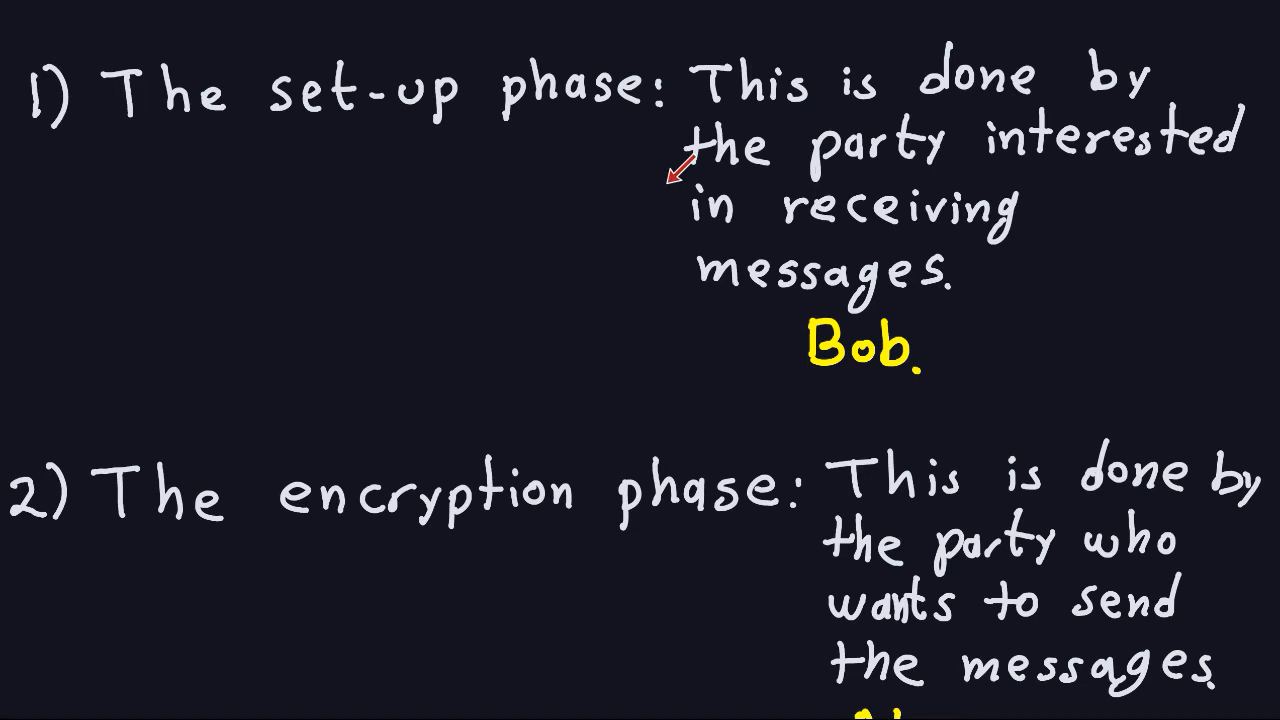 1) The set-up phase: This is done by
the party interested
in receiving
messages.
Bob.
2) The encryption phase: This is done by
the party who
wants to send
the messages.